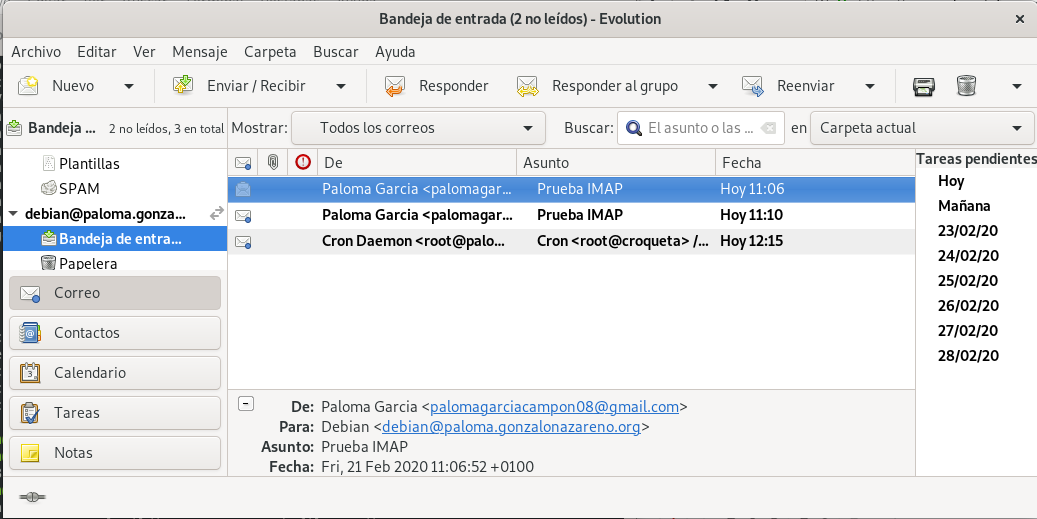 Bandeja de entrada (2 no leídos) - Evolution
Archivo Editar Ver Mensaje Carpeta Buscar Ayuda
Nuevo Enviar / Recibir Responder Responder al grupo Reenviar
Bandeja ... 2 no leídos, 3 en total Mostrar: Todos los correos Buscar: El asunto o las ... en Carpeta actual
Plantillas
SPAM
debian@paloma.gonza...
Bandeja de entra...
Papelera
Correo
Contactos
Calendario
Tareas
Notas
De Asunto Fecha
Paloma Garcia <palomagar... Prueba IMAP Hoy 11:06
Paloma Garcia <palomagar... Prueba IMAP Hoy 11:10
Cron Daemon <root@palo... Cron <root@croqueta> /... Hoy 12:15
De: Paloma Garcia <palomagarciacampon08@gmail.com>
Para: Debian <debian@paloma.gonzalonazareno.org>
Asunto: Prueba IMAP
Fecha: Fri, 21 Feb 2020 11:06:52 +0100
Tareas pendientes
Hoy
Mañana
23/02/20
24/02/20
25/02/20
26/02/20
27/02/20
28/02/20